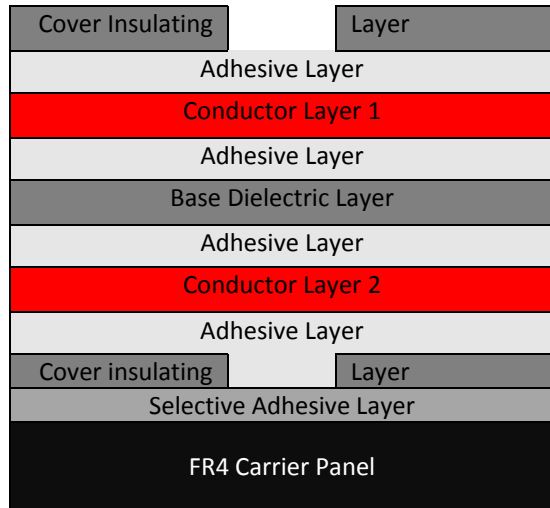 Cover Insulating Layer
Adhesive Layer
Conductor Layer 1
Adhesive Layer
Base Dielectric Layer
Adhesive Layer
Conductor Layer 2
Adhesive Layer
Cover insulating Layer
Selective Adhesive Layer
FR4 Carrier Panel